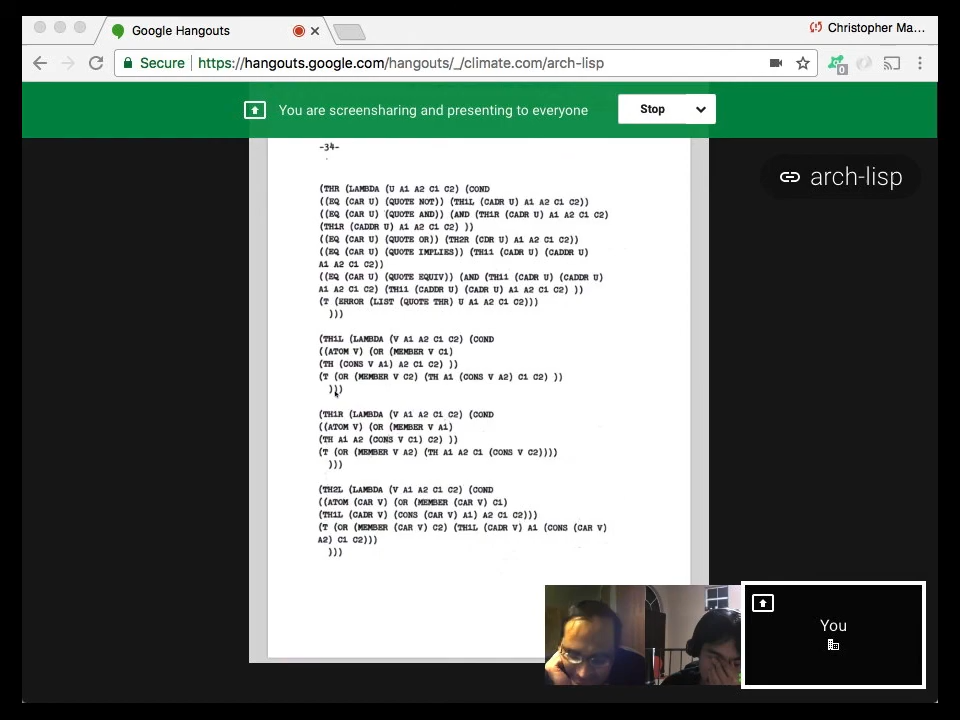 Google Hangouts
Christopher Ma...
Secure
https://hangouts.google.com/hangouts/_/climate.com/arch-lisp
0
You are screensharing and presenting to everyone
Stop
arch-lisp
-34-
(THR (LAMBDA (U A1 A2 C1 C2) (COND
((EQ (CAR U) (QUOTE NOT)) (TH1L (CADR U) A1 A2 C1 C2))
((EQ (CAR U) (QUOTE AND)) (AND (TH1R (CADR U) A1 A2 C1 C2)
(TH1R (CADDR U) A1 A2 C1 C2) ))
((EQ (CAR U) (QUOTE OR)) (TH2R (CDR U) A1 A2 C1 C2))
((EQ (CAR U) (QUOTE IMPLIES)) (TH11 (CADR U) (CADDR U)
A1 A2 C1 C2))
((EQ (CAR U) (QUOTE EQUIV)) (AND (TH11 (CADR U) (CADDR U)
A1 A2 C1 C2) (TH11 (CADDR U) (CADR U) A1 A2 C1 C2) ))
(T (ERROR (LIST (QUOTE THR) U A1 A2 C1 C2)))
)))
(TH1L (LAMBDA (V A1 A2 C1 C2) (COND
((ATOM V) (OR (MEMBER V C1)
(TH (CONS V A1) A2 C1 C2) ))
(T (OR (MEMBER V C2) (TH A1 (CONS V A2) C1 C2) ))
)))
(TH1R (LAMBDA (V A1 A2 C1 C2) (COND
((ATOM V) (OR (MEMBER V A1)
(TH A1 A2 (CONS V C1) C2) ))
(T (OR (MEMBER V A2) (TH A1 A2 C1 (CONS V C2))))
)))
(TH2L (LAMBDA (V A1 A2 C1 C2) (COND
((ATOM (CAR V) (OR (MEMBER (CAR V) C1)
(TH1L (CADR V) (CONS (CAR V) A1) A2 C1 C2)))
(T (OR (MEMBER (CAR V) C2) (TH1L (CADR V) A1 (CONS (CAR V)
A2) C1 C2)))
)))
You